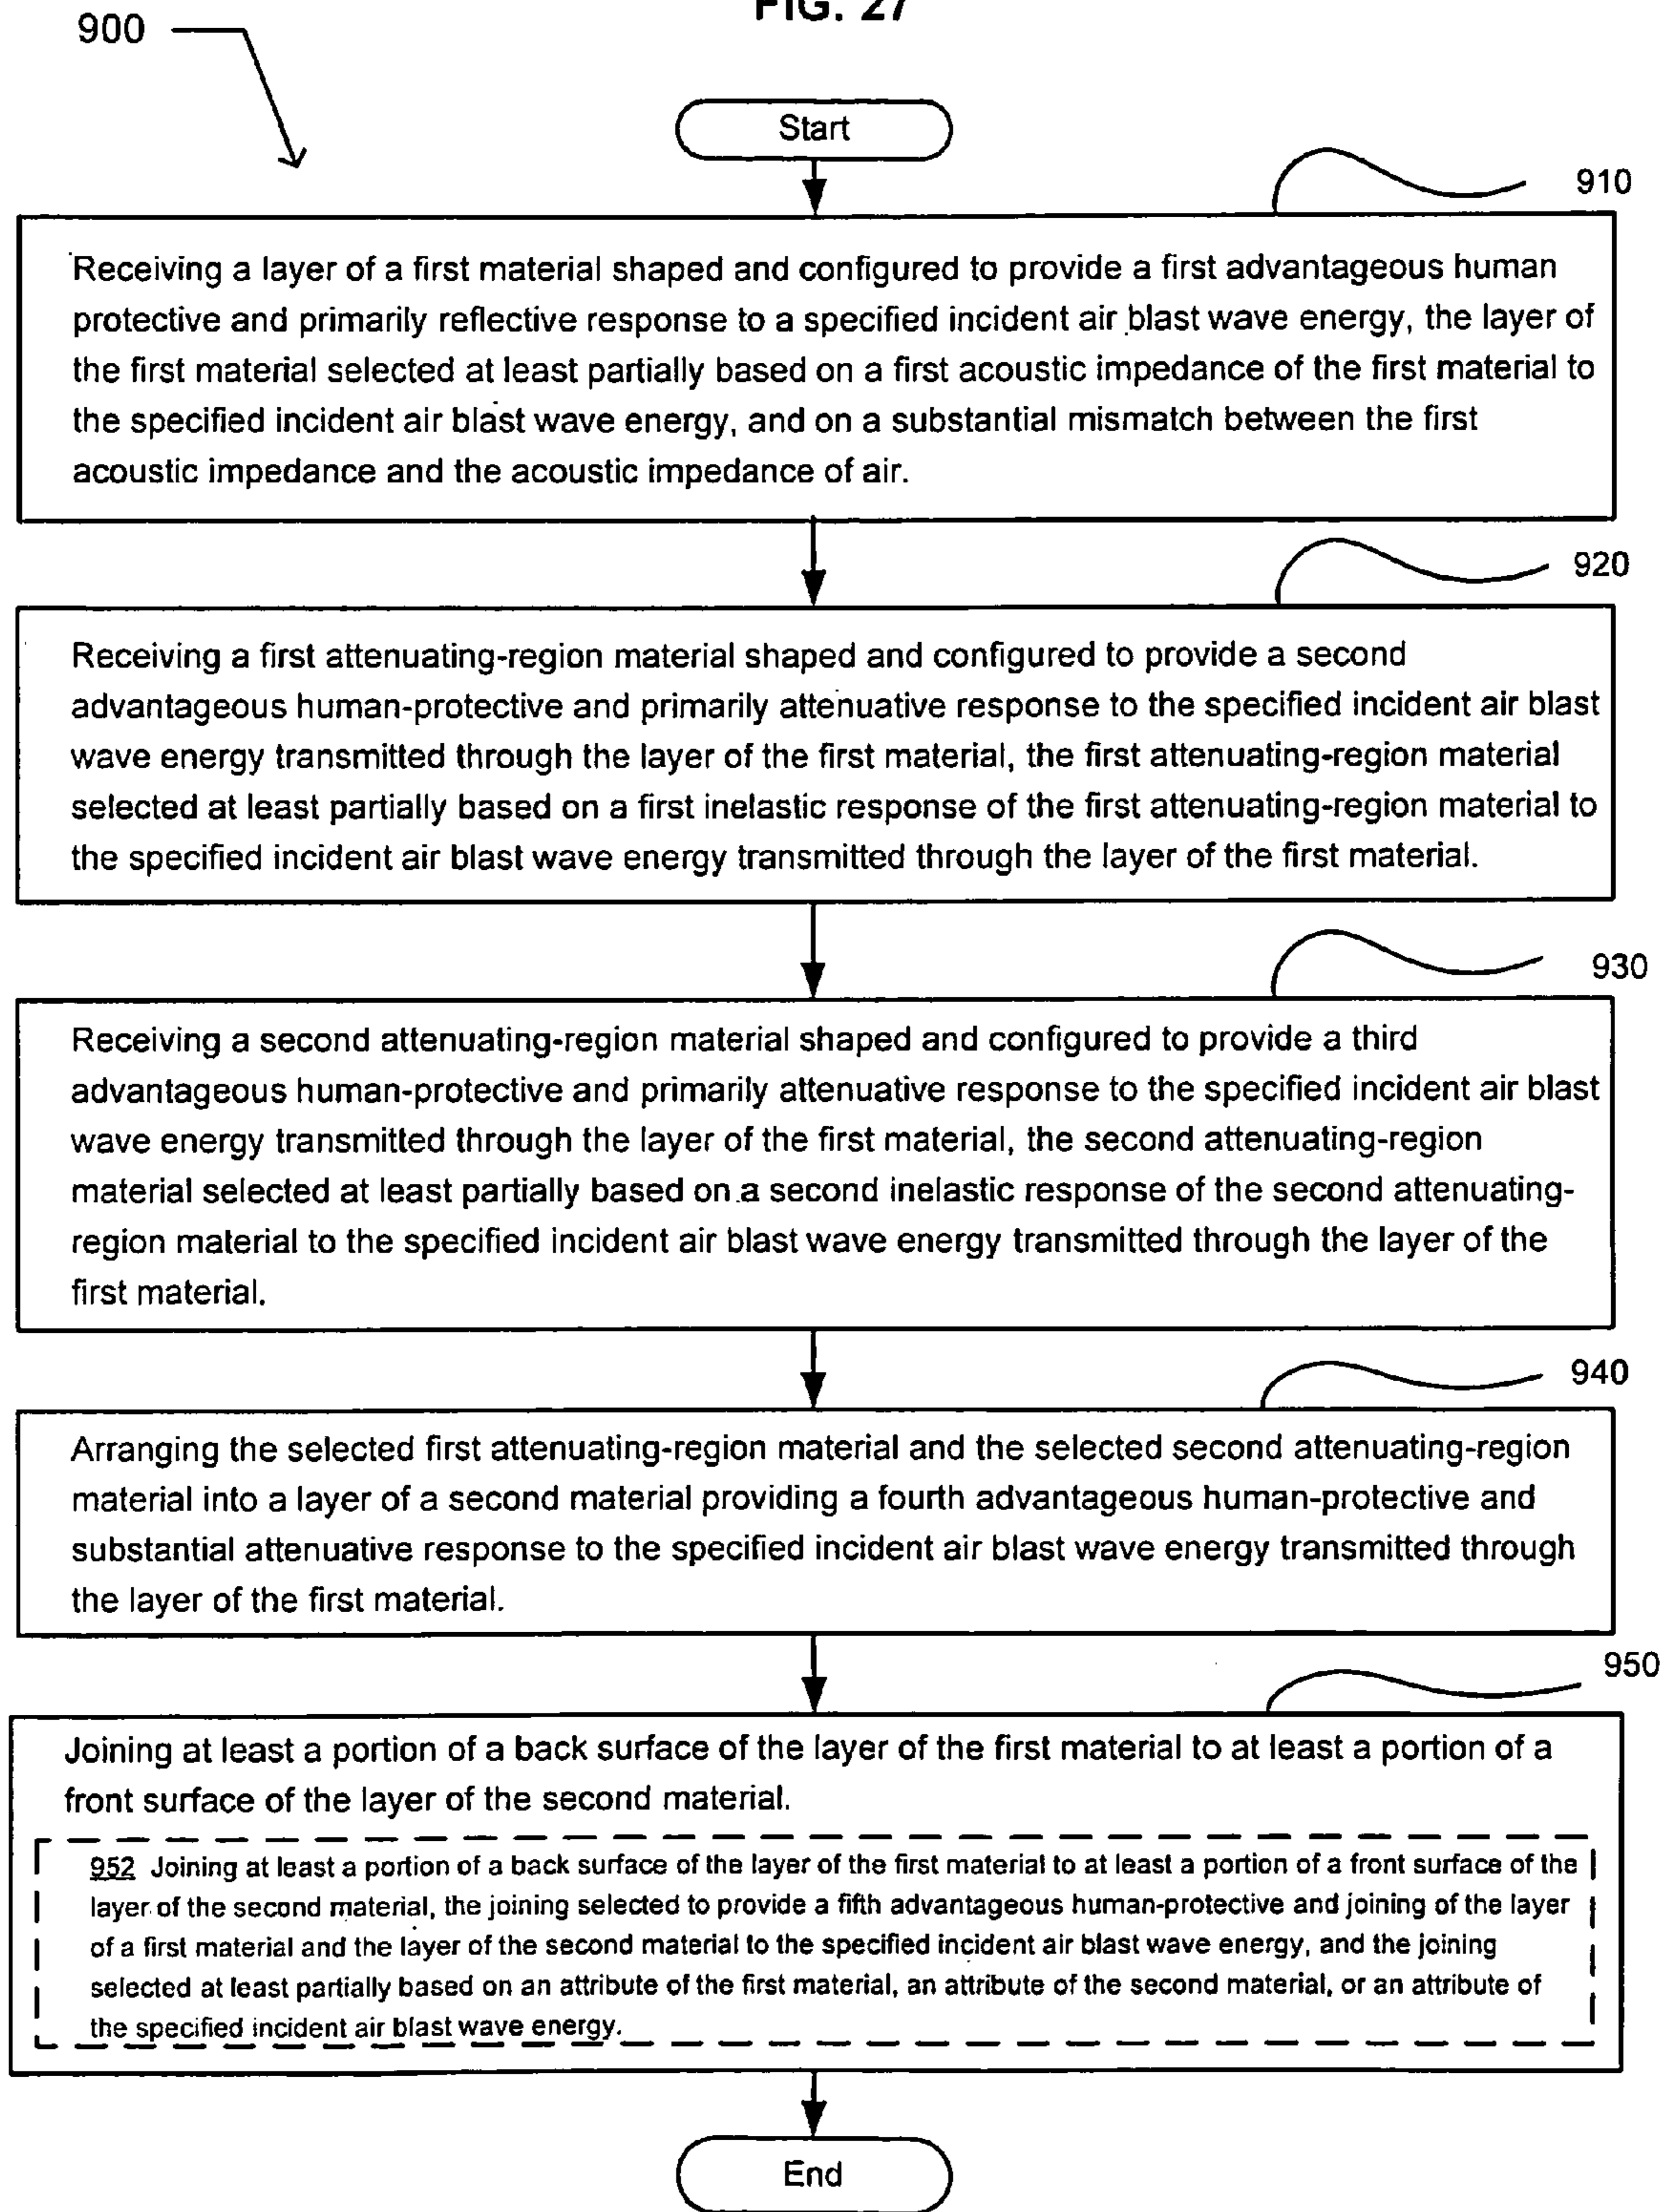 FIG. 27
900
Start
910
Receiving a layer of a first material shaped and configured to provide a first advantageous human
protective and primarily reflective response to a specified incident air blast wave energy, the layer of
the first material selected at least partially based on a first acoustic impedance of the first material to
the specified incident air blast wave energy, and on a substantial mismatch between the first
acoustic impedance and the acoustic impedance of air.
920
Receiving a first attenuating-region material shaped and configured to provide a second
advantageous human-protective and primarily attenuative response to the specified incident air blast
wave energy transmitted through the layer of the first material, the first attenuating-region material
selected at least partially based on a first inelastic response of the first attenuating-region material to
the specified incident air blast wave energy transmitted through the layer of the first material.
930
Receiving a second attenuating-region material shaped and configured to provide a third
advantageous human-protective and primarily attenuative response to the specified incident air blast
wave energy transmitted through the layer of the first material, the second attenuating-region
material selected at least partially based on a second inelastic response of the second attenuating-
region material to the specified incident air blast wave energy transmitted through the layer of the
first material.
940
Arranging the selected first attenuating-region material and the selected second attenuating-region
material into a layer of a second material providing a fourth advantageous human-protective and
substantial attenuative response to the specified incident air blast wave energy transmitted through
the layer of the first material.
950
Joining at least a portion of a back surface of the layer of the first material to at least a portion of a
front surface of the layer of the second material.
952 Joining at least a portion of a back surface of the layer of the first material to at least a portion of a front surface of the
layer of the second material, the joining selected to provide a fifth advantageous human-protective and joining of the layer
of a first material and the layer of the second material to the specified incident air blast wave energy, and the joining
selected at least partially based on an attribute of the first material, an attribute of the second material, or an attribute of
the specified incident air blast wave energy.
End